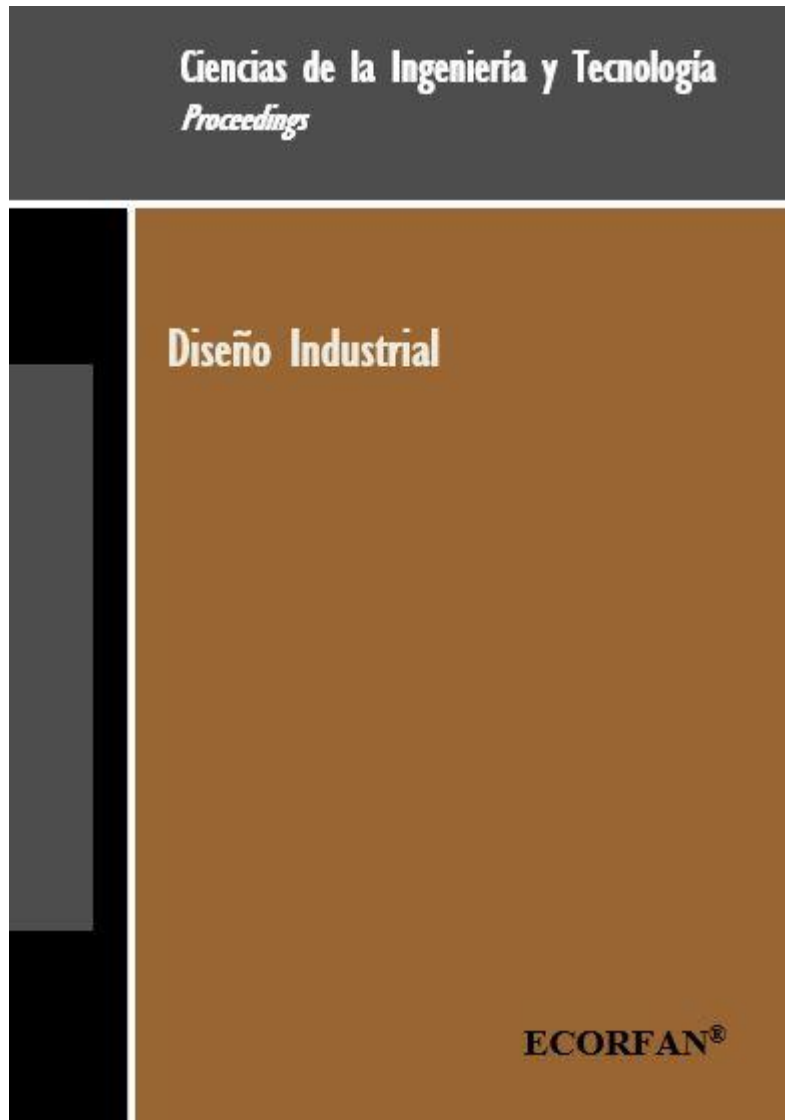 Ciencias de la Ingeniería y Tecnología
Proceedings
Diseño Industrial
ECORFAN®